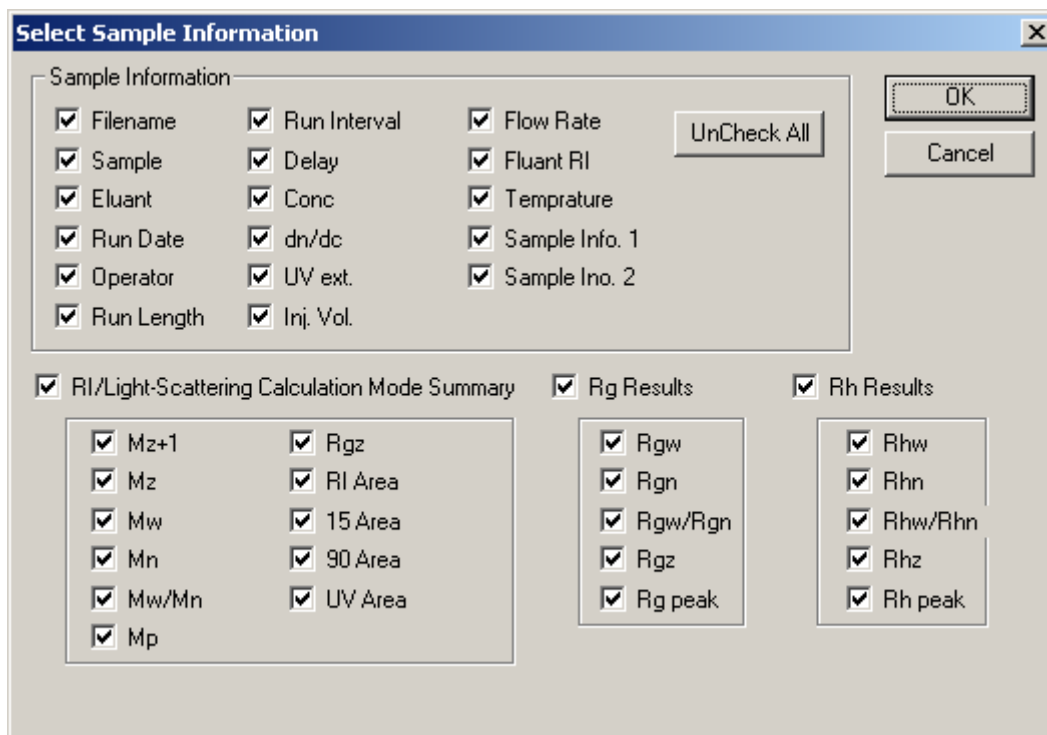 Select Sample Information
Sample Information
Filename
Run Interval
Flow Rate
UnCheck All
OK
Sample
Delay
Fluant RI
Cancel
Eluant
Conc
Temprature
Run Date
dn/dc
Sample Info. 1
Operator
UV ext.
Sample Ino. 2
Run Length
Inj. Vol.
RI/Light-Scattering Calculation Mode Summary
Rg Results
Rh Results
Mz+1
Rgz
Rgw
Rhw
Mz
RI Area
Rgn
Rhn
Mw
15 Area
Rgw/Rgn
Rhw/Rhn
Mn
90 Area
Rgz
Rhz
Mw/Mn
UV Area
Rg peak
Rh peak
Mp